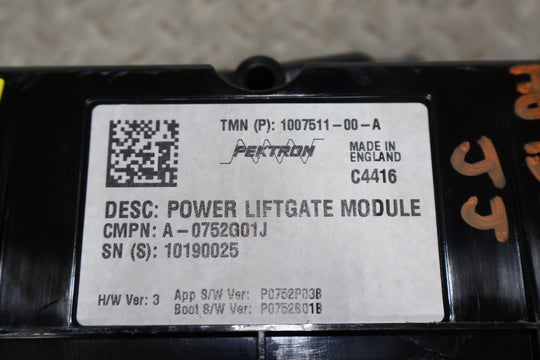 TMN (P): 1007511-00-A
PEKTRON
MADE IN
ENGLAND
C4416
DESC: POWER LIFTGATE MODULE
CMPN: A-0752G01J
SN (S): 10190025
H/W Ver: 3
App S/W Ver: P0752P03B
Boot S/W Ver: P0752B01B